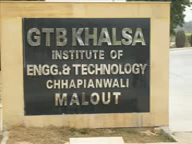 GTB KHALSA
INSTITUTE OF
ENGG.& TECHNOLOGY
CHHAPIANWALI
MALOUT